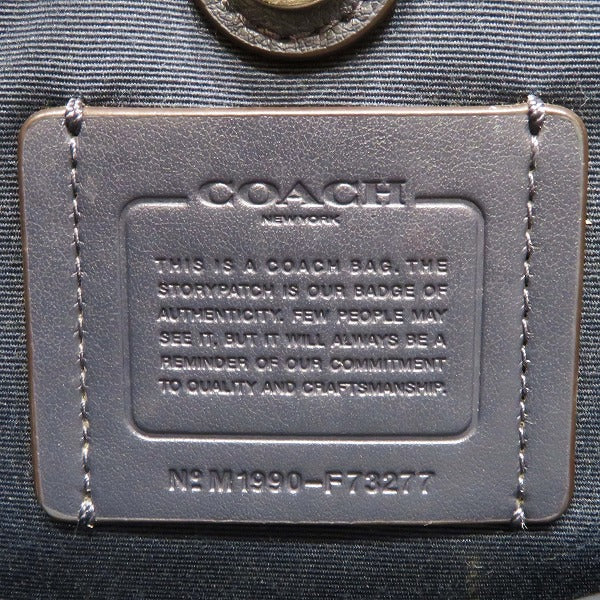 COACH
NEW YORK
THIS IS A COACH BAG. THE
STORYPATCH IS OUR BADGE OF
AUTHENTICITY. FEW PEOPLE MAY
SEE IT, BUT IT WILL ALWAYS BE A
REMINDER OF OUR COMMITMENT
TO QUALITY AND CRAFTSMANSHIP.
No M1990-F73277